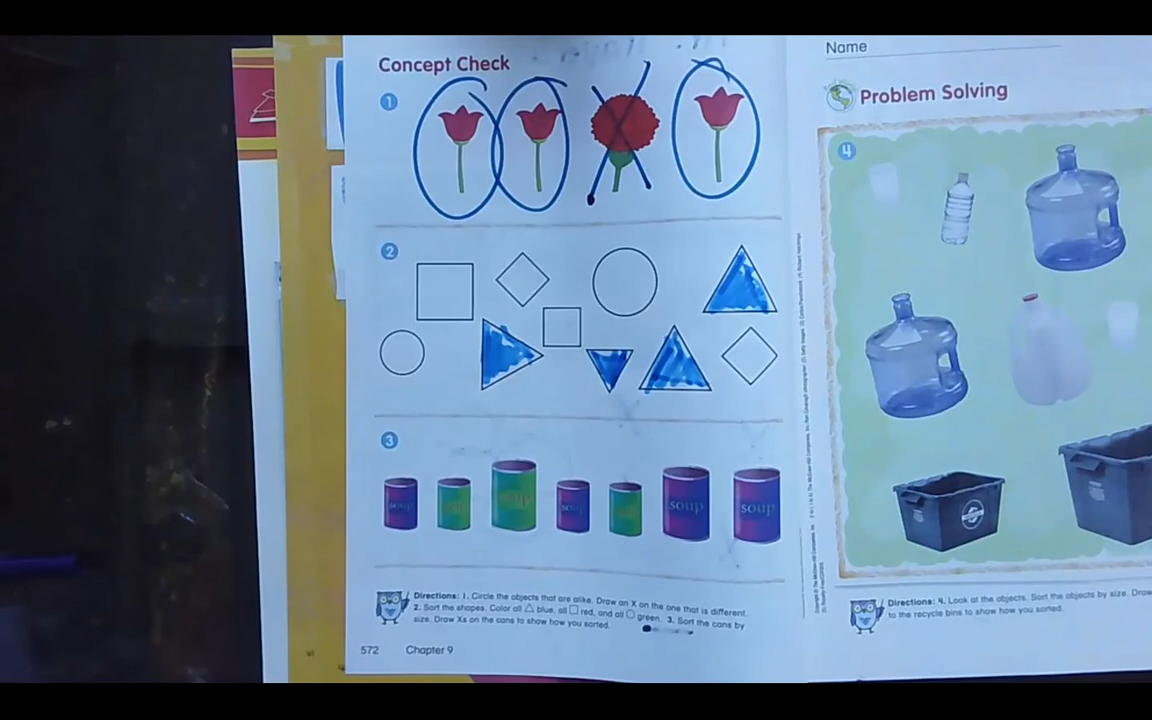 Concept Check
1
2
3
soup
soup
soup
soup
soup
Directions: 1. Circle the objects that are alike. Draw an X on the one that is different.
2. Sort the shapes. Color all △ blue, all □ red, and all ○ green. 3. Sort the cans by
size. Draw Xs on the cans to show how you sorted.
572 Chapter 9
Name
Problem Solving
4
Directions: 4. Look at the objects. Sort the objects by size. Draw
to the recycle bins to show how you sorted.